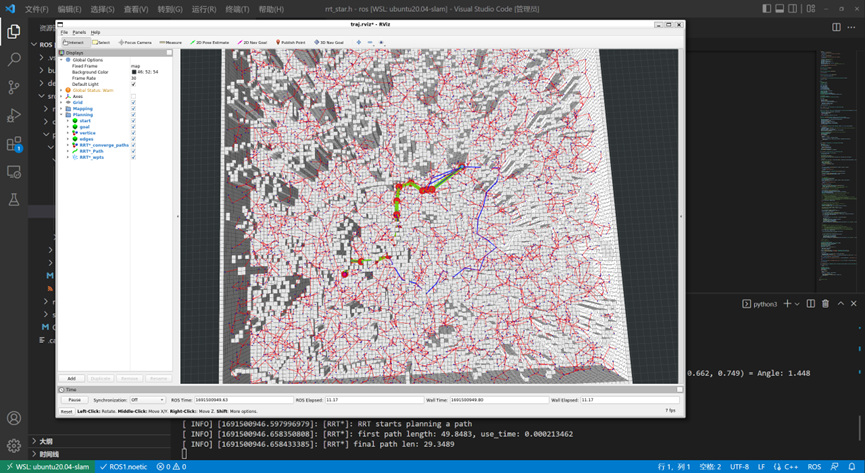 文件(F) 编辑(E) 选择(S) 查看(V) 转到(G) 运行(R) 终端(T) 帮助(H)
rrt_star.h - ros [WSL: ubuntu20.04-slam] - Visual Studio Code [管理员]
traj.rviz* - RViz
File Panels Help
Interact Select Focus Camera Measure 2D Pose Estimate 2D Nav Goal Publish Point 3D Nav Goal
Displays
Global Options
Fixed Frame map
Background Color 46; 52; 54
Frame Rate 30
Default Light
Global Status: Warn
Axes
Grid
Mapping
Planning
start
goal
vertice
edges
RRT*_converge_paths
RRT*_Path
RRT*_wpts
Add Duplicate Remove Rename
Time
Pause Synchronization: Off ROS Time: 1691500949.63 ROS Elapsed: 11.17 Wall Time: 1691500949.80 Wall Elapsed: 11.17
Reset Left-Click: Rotate. Middle-Click: Move X/Y. Right-Click: Move Z. Shift: More options. 7 fps
python3
0.662, 0.749) = Angle: 1.448
大纲
时间线
[ INFO] [1691500946.597996979]: [RRT*]: RRT starts planning a path
[ INFO] [1691500946.658350808]: [RRT*]: first path length: 49.8483, use_time: 0.000213462
[ INFO] [1691500946.658433385]: [RRT*] final path len: 29.3489
WSL: ubuntu20.04-slam ROS1.noetic 0 0 行 1, 列 1 空格: 2 UTF-8 LF C++ ROS